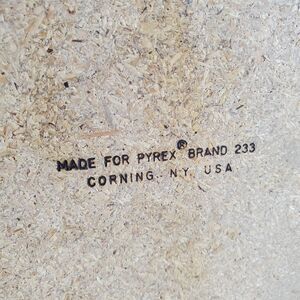 MADE FOR PYREX® BRAND 233
CORNING, N.Y. USA